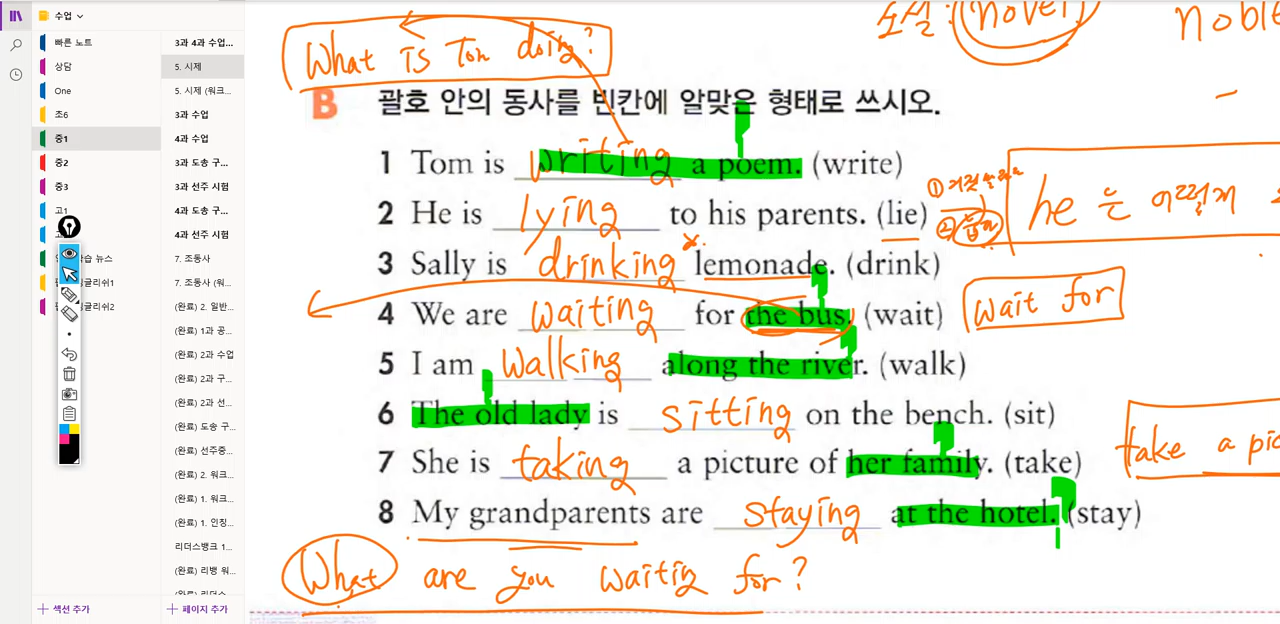 수업
빠른 노트
상담
One
초6
중1
중2
중3
고1
뉴스
+ 섹션 추가
3과 4과 수업...
5. 시제
5. 시제 (워크...
3과 수업
4과 수업
3과 도송 구...
3과 선주 시험
4과 도송 구...
4과 선주 시험
7. 조동사
7. 조동사 (워...
(완료) 2. 일반...
(완료) 1과 공...
(완료) 2과 수업
(완료) 2과 구...
(완료) 2과 선...
(완료) 도송 구...
(완료) 선주중...
(완료) 2. 워크...
(완료) 1. 워크...
(완료) 1. 인칭...
리더스뱅크 1...
(완료) 리뱅 워...
+ 페이지 추가
소설: (novel)
What is Tom doing?
B 괄호 안의 동사를 빈칸에 알맞은 형태로 쓰시오.
1 Tom is writing a poem. (write)
2 He is lying to his parents. (lie)
he 는 어떻게
3 Sally is drinking lemonade. (drink)
4 We are waiting for the bus. (wait)
wait for
5 I am walking along the river. (walk)
6 The old lady is sitting on the bench. (sit)
7 She is taking a picture of her family. (take)
take a pic
8 My grandparents are staying at the hotel. (stay)
What are you waiting for?